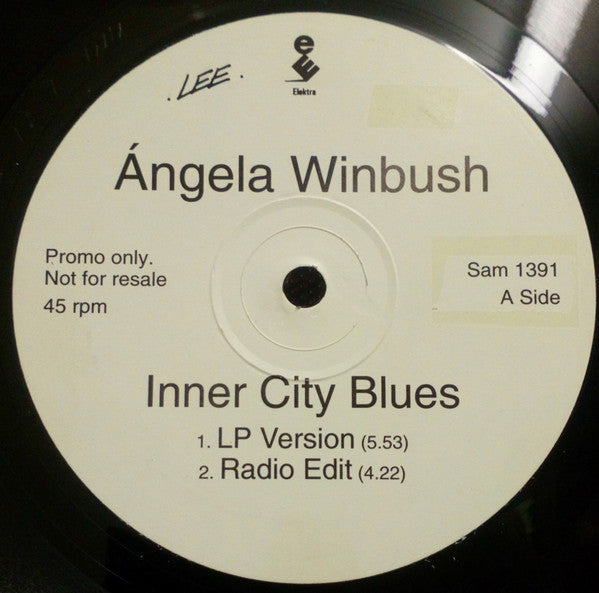 . LEE .
e
Elektra
Ángela Winbush
Promo only.
Not for resale
45 rpm
Sam 1391
A Side
Inner City Blues
1. LP Version (5.53)
2. Radio Edit (4.22)